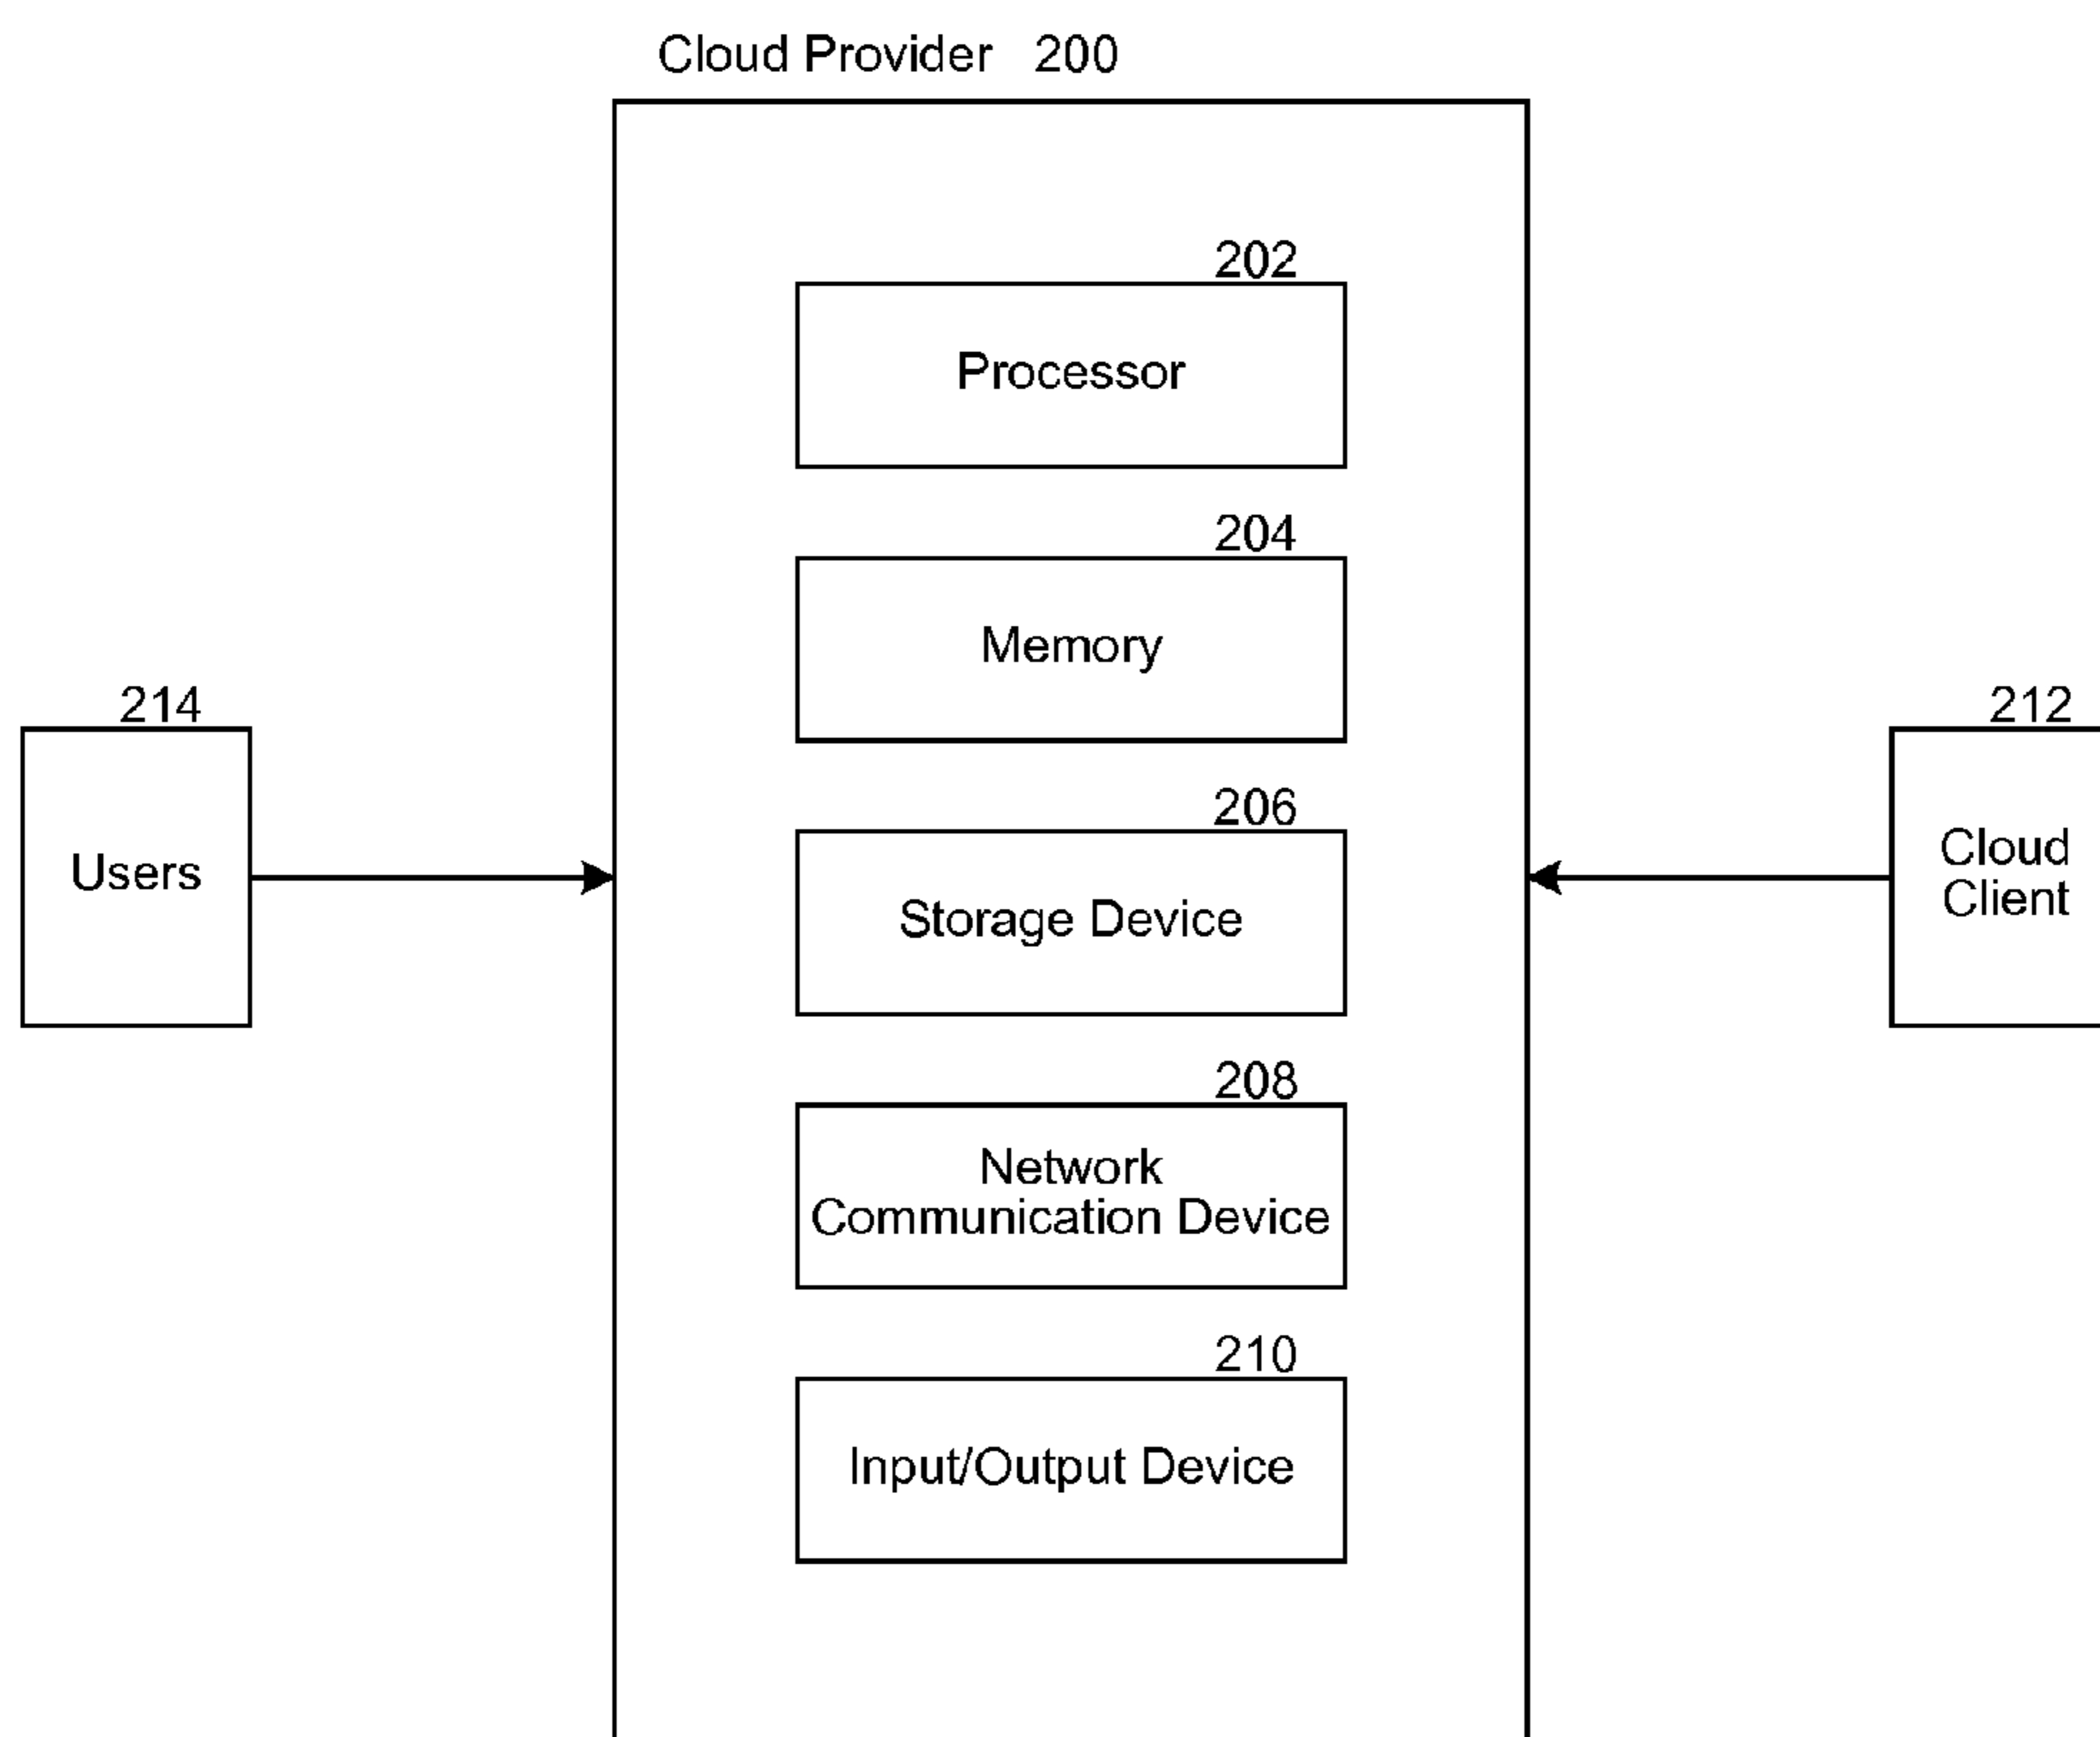 Cloud Provider 200
202
Processor
204
Memory
214
Users
206
Storage Device
212
Cloud
Client
208
Network
Communication Device
210
Input/Output Device